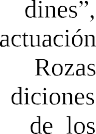 dines”,
actuación
Rozas
diciones
de los